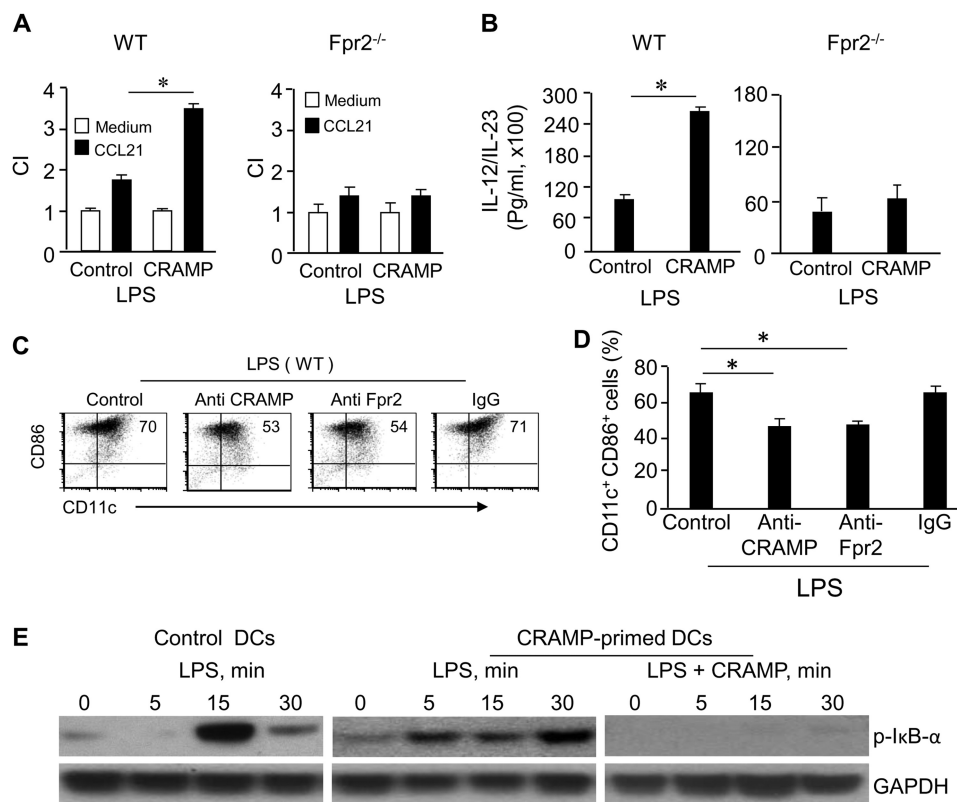 A
WT
Fpr2-/-
4
3
2
1
0
CI
Medium
CCL21
*
Control CRAMP
LPS
4
3
2
1
0
CI
Medium
CCL21
Control CRAMP
LPS
B
WT
Fpr2-/-
IL-12/IL-23
(Pg/ml, x100)
300
240
180
120
60
0
*
Control CRAMP
LPS
180
120
60
0
Control CRAMP
LPS
C
LPS ( WT )
Control Anti CRAMP Anti Fpr2 IgG
70 53 54 71
CD86
CD11c
D
CD11c+ CD86+ cells (%)
80
60
40
20
0
*
*
Control Anti-CRAMP Anti-Fpr2 IgG
LPS
E
Control DCs
CRAMP-primed DCs
LPS, min LPS, min LPS + CRAMP, min
0 5 15 30 0 5 15 30 0 5 15 30
p-IκB-α
GAPDH